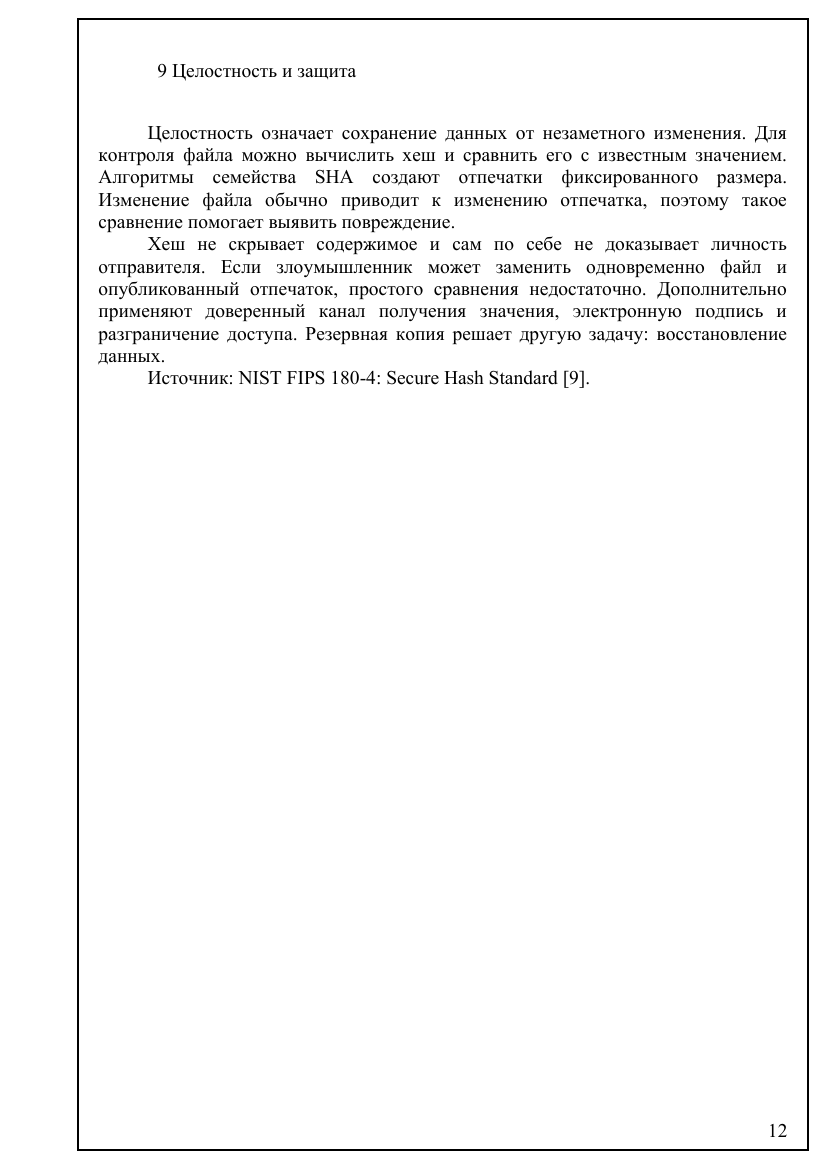 9 Целостность и защита
Целостность означает сохранение данных от незаметного изменения. Для
контроля файла можно вычислить хеш и сравнить его с известным значением.
Алгоритмы семейства SHA создают отпечатки фиксированного размера.
Изменение файла обычно приводит к изменению отпечатка, поэтому такое
сравнение помогает выявить повреждение.
Хеш не скрывает содержимое и сам по себе не доказывает личность
отправителя. Если злоумышленник может заменить одновременно файл и
опубликованный отпечаток, простого сравнения недостаточно. Дополнительно
применяют доверенный канал получения значения, электронную подпись и
разграничение доступа. Резервная копия решает другую задачу: восстановление
данных.
Источник: NIST FIPS 180-4: Secure Hash Standard [9].
12